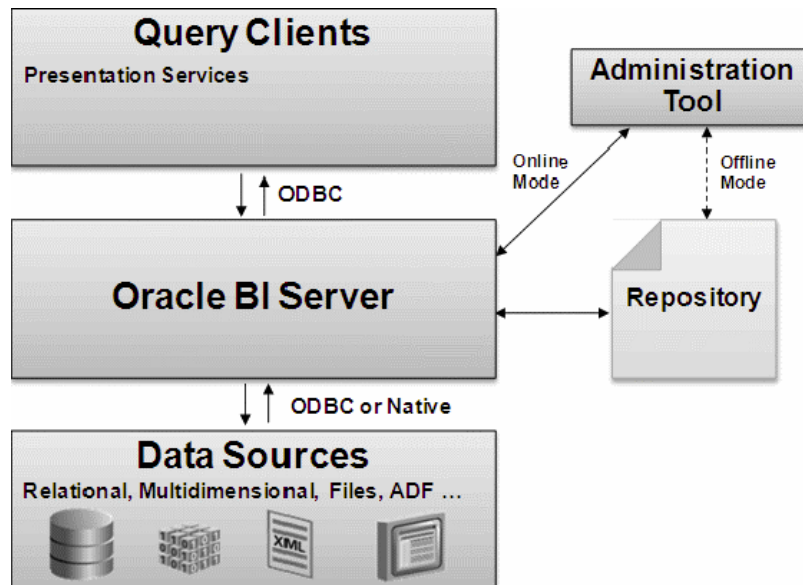 Query Clients
Presentation Services
Administration
Tool
Online
Mode
Offline
Mode
ODBC
Oracle BI Server
Repository
ODBC or Native
Data Sources
Relational, Multidimensional, Files, ADF ...
XML